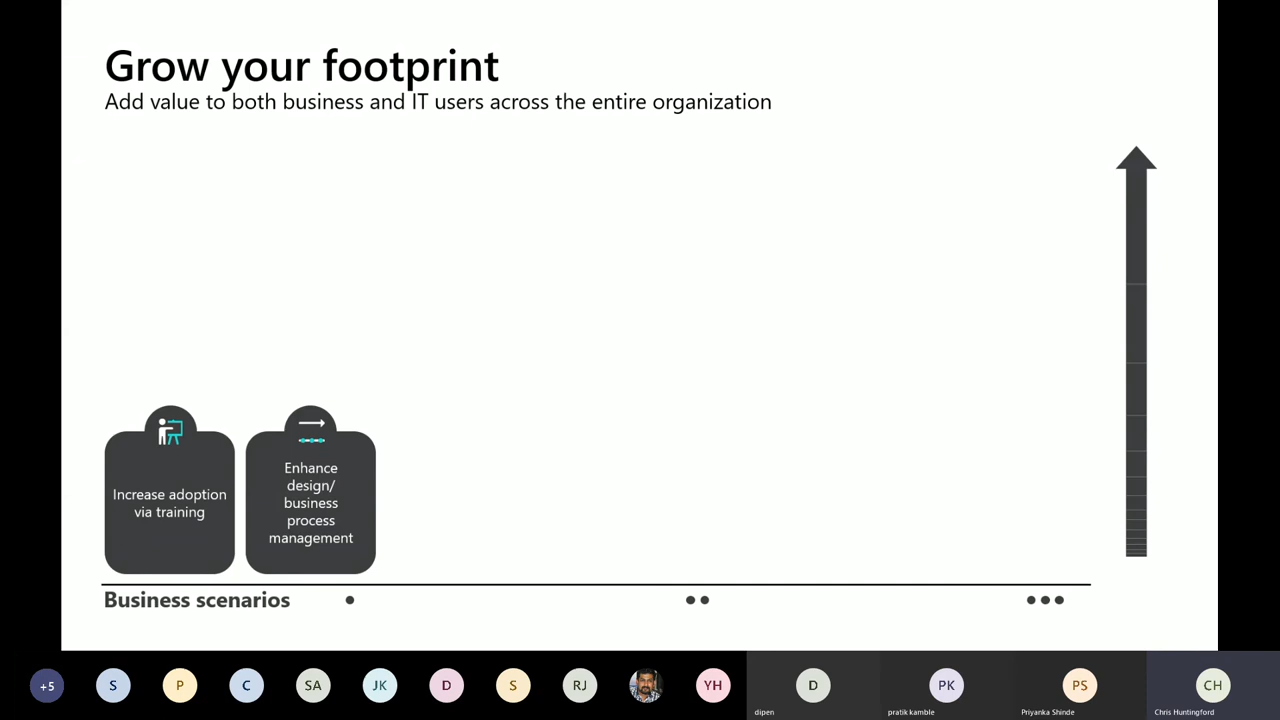 Grow your footprint
Add value to both business and IT users across the entire organization
Increase adoption
via training
Enhance
design/
business
process
management
Business scenarios
+5
S
P
C
SA
JK
D
S
RJ
YH
D
PK
PS
CH
dipen
pratik kamble
Priyanka Shinde
Chris Huntingford